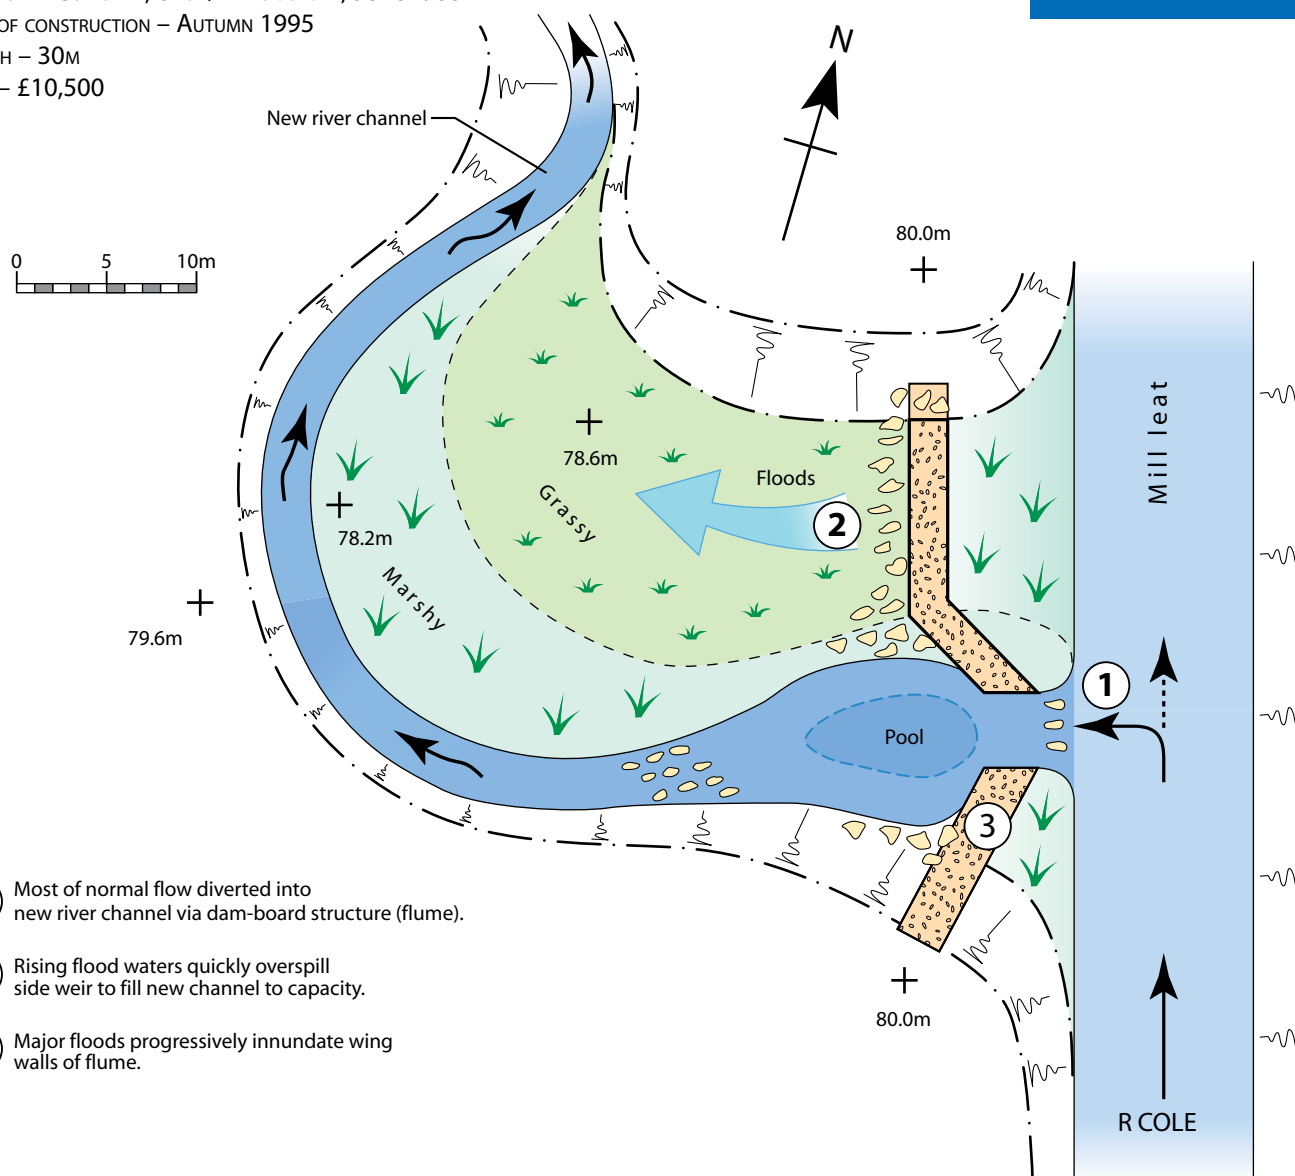 OF CONSTRUCTION – AUTUMN 1995
– 30M
– £10,500
N
New river channel
80.0m
0 5 10m
Mill leat
78.6m
Floods
Grassy
2
78.2m
Marshy
79.6m
1
Pool
3
Most of normal flow diverted into
new river channel via dam-board structure (flume).
Rising flood waters quickly overspill
side weir to fill new channel to capacity.
80.0m
Major floods progressively innundate wing
walls of flume.
R COLE